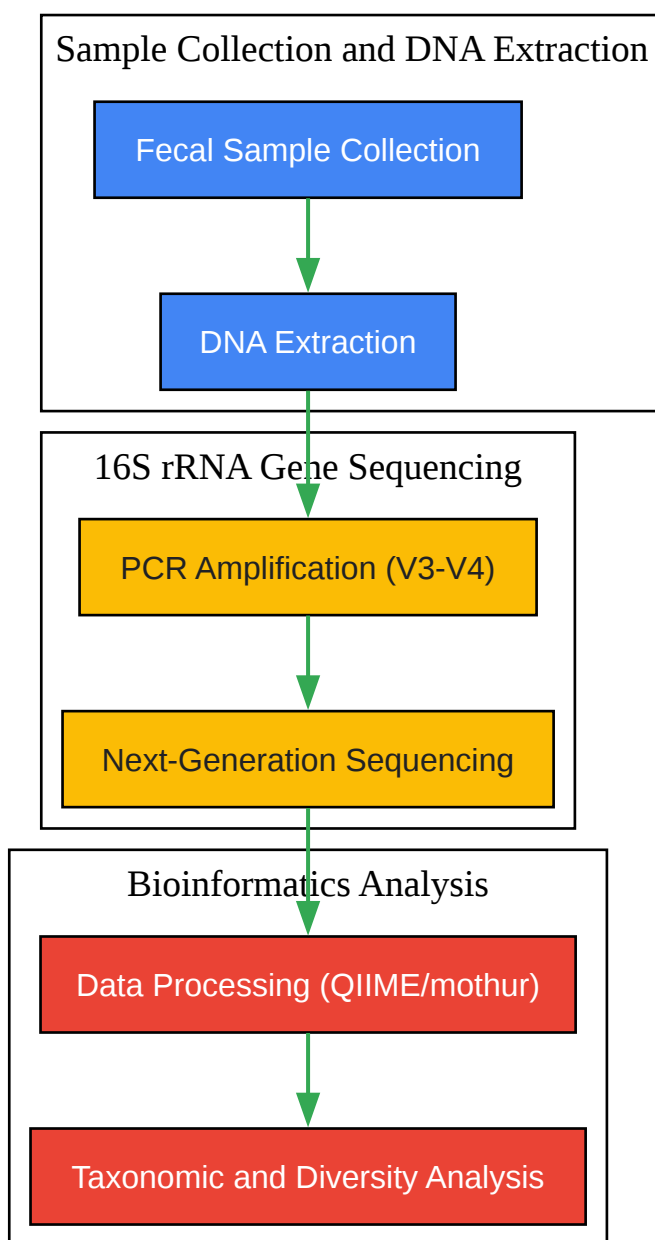 Sample Collection and DNA Extraction
Fecal Sample Collection
DNA Extraction
16S rRNA Gene Sequencing
PCR Amplification (V3-V4)
Next-Generation Sequencing
Bioinformatics Analysis
Data Processing (QIIME/mothur)
Taxonomic and Diversity Analysis